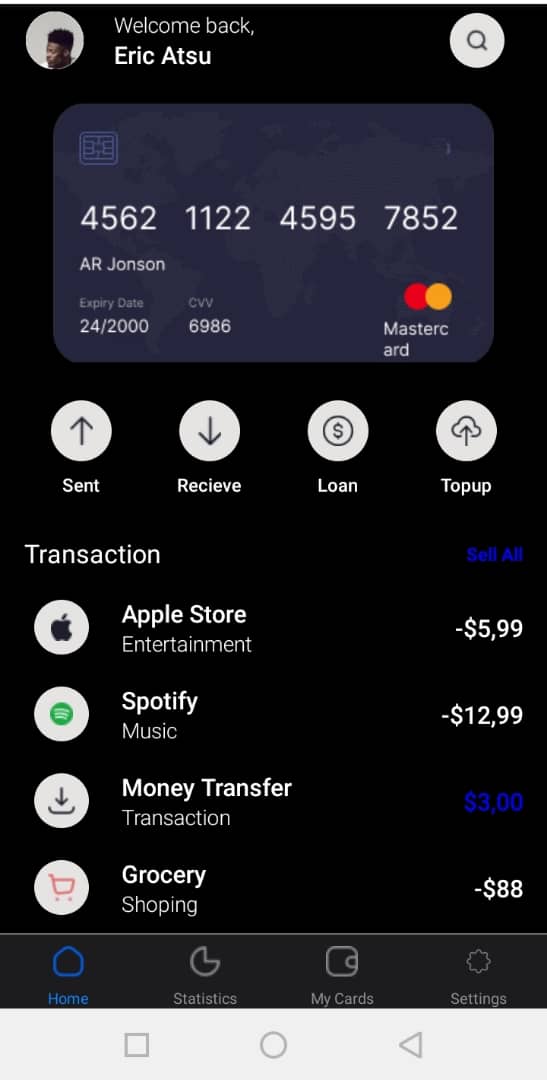 Welcome back,
Eric Atsu
4562 1122 4595 7852
AR Jonson
Expiry Date CVV
24/2000 6986
Masterc
ard
Sent Recieve Loan Topup
Transaction Sell All
Apple Store
Entertainment
-$5,99
Spotify
Music
-$12,99
Money Transfer
Transaction
$3,00
Grocery
Shoping
-$88
Home Statistics My Cards Settings